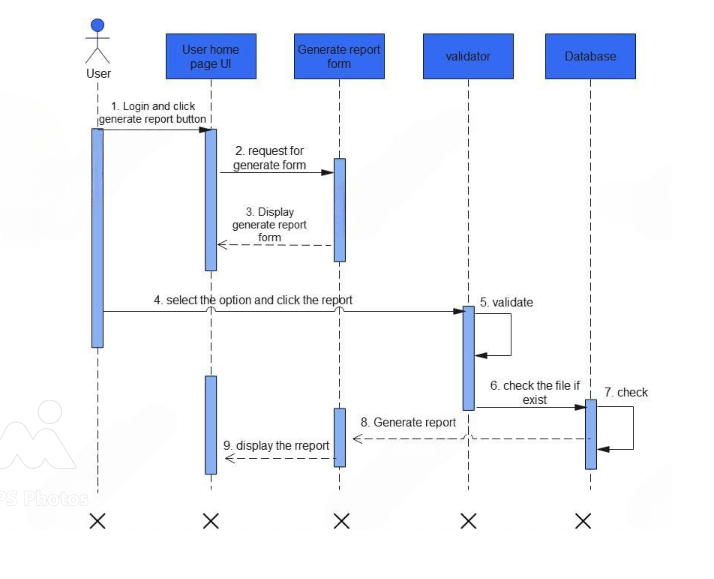 User home
page UI
Generate report
form
validator
Database
User
1. Login and click
generate report button
2. request for
generate form
3. Display
generate report
form
4. select the option and click the report
5. validate
6. check the file if
exist
7. check
8. Generate report
9. display the rreport
PS Photos